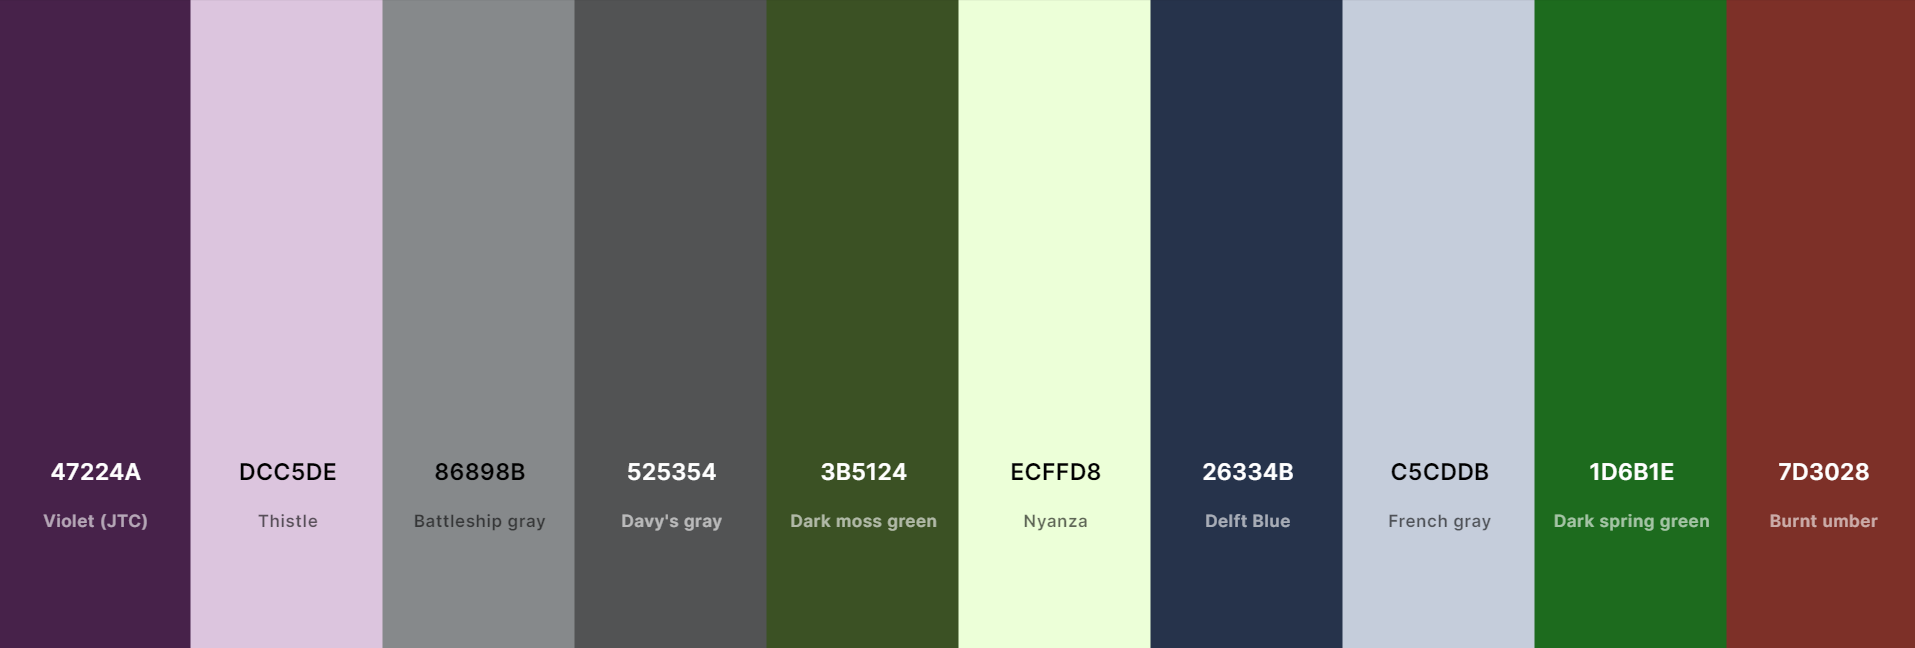 47224A
Violet (JTC)
DCC5DE
Thistle
86898B
Battleship gray
525354
Davy's gray
3B5124
Dark moss green
ECFFD8
Nyanza
26334B
Delft Blue
C5CDDB
French gray
1D6B1E
Dark spring green
7D3028
Burnt umber